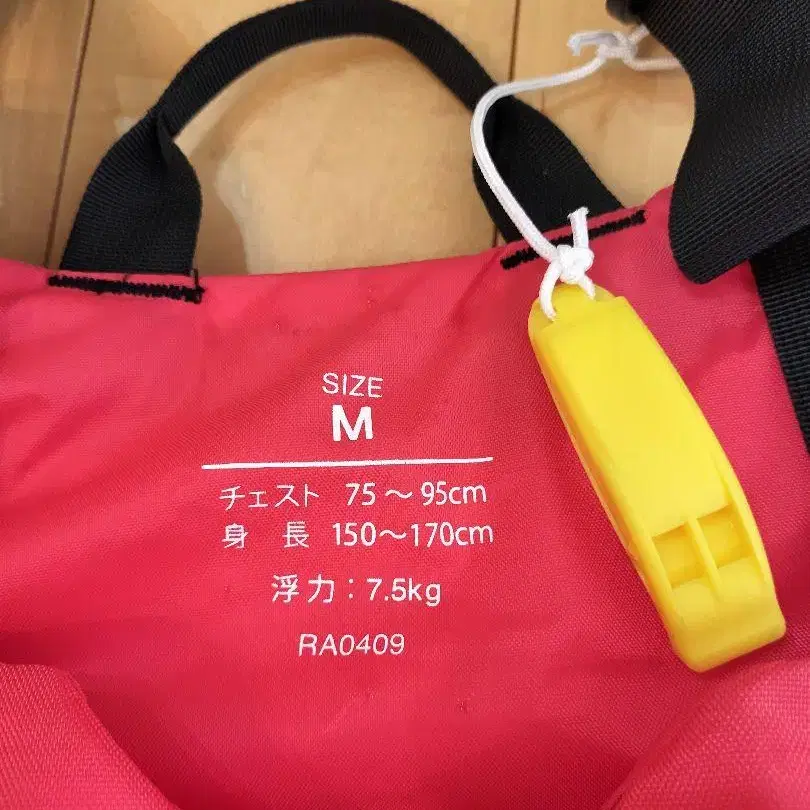 SIZE
M
チェスト 75～95cm
身 長 150～170cm
浮力：7.5kg
RA0409